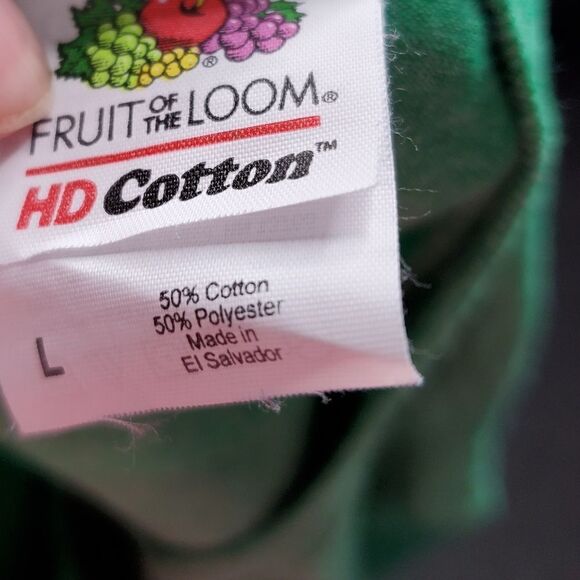 FRUIT OF THE LOOM®
HD Cotton™
50% Cotton
50% Polyester
Made in
El Salvador
L